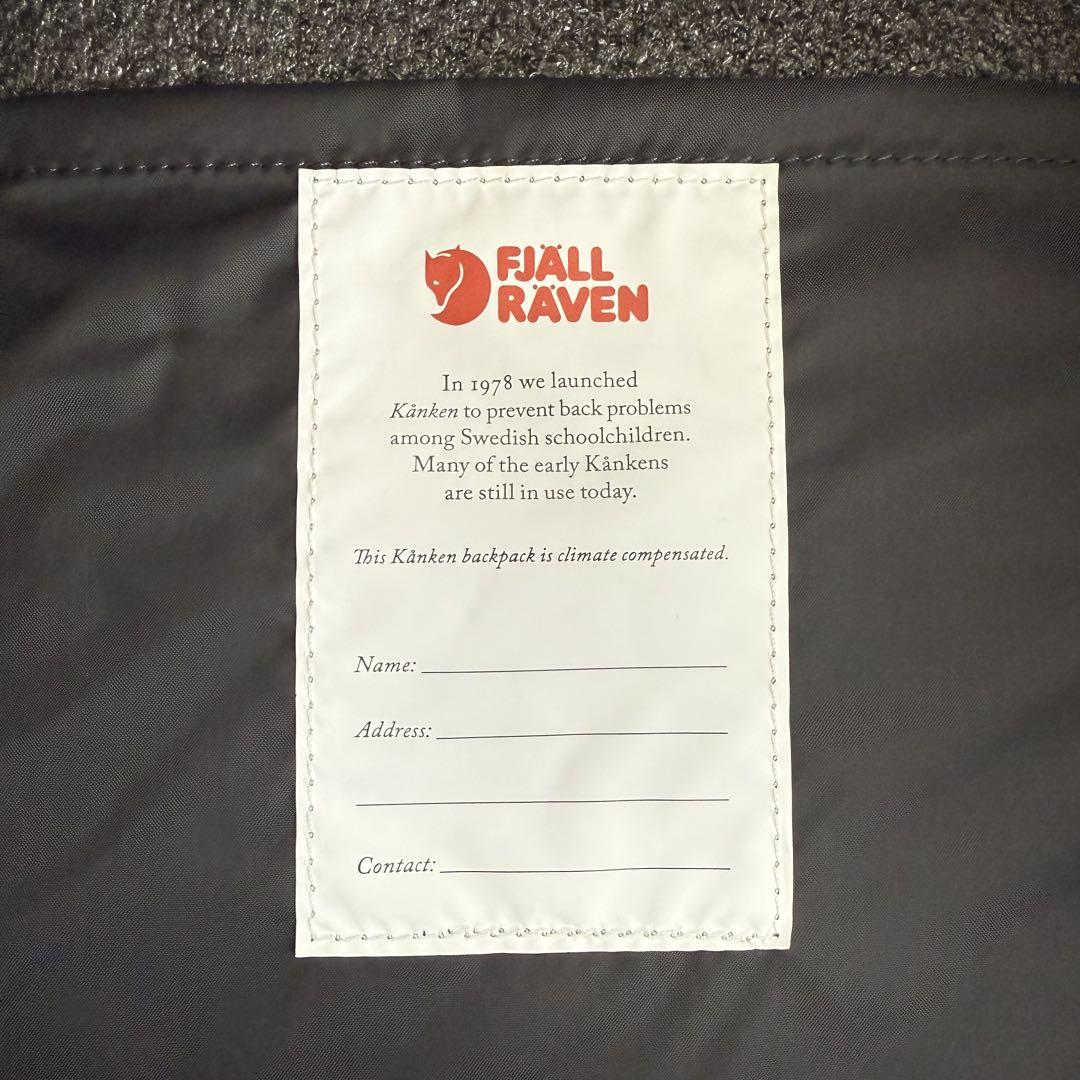 FJÄLL
RÄVEN
In 1978 we launched
Kånken to prevent back problems
among Swedish schoolchildren.
Many of the early Kånkens
are still in use today.
This Kånken backpack is climate compensated.
Name:
Address:
Contact: